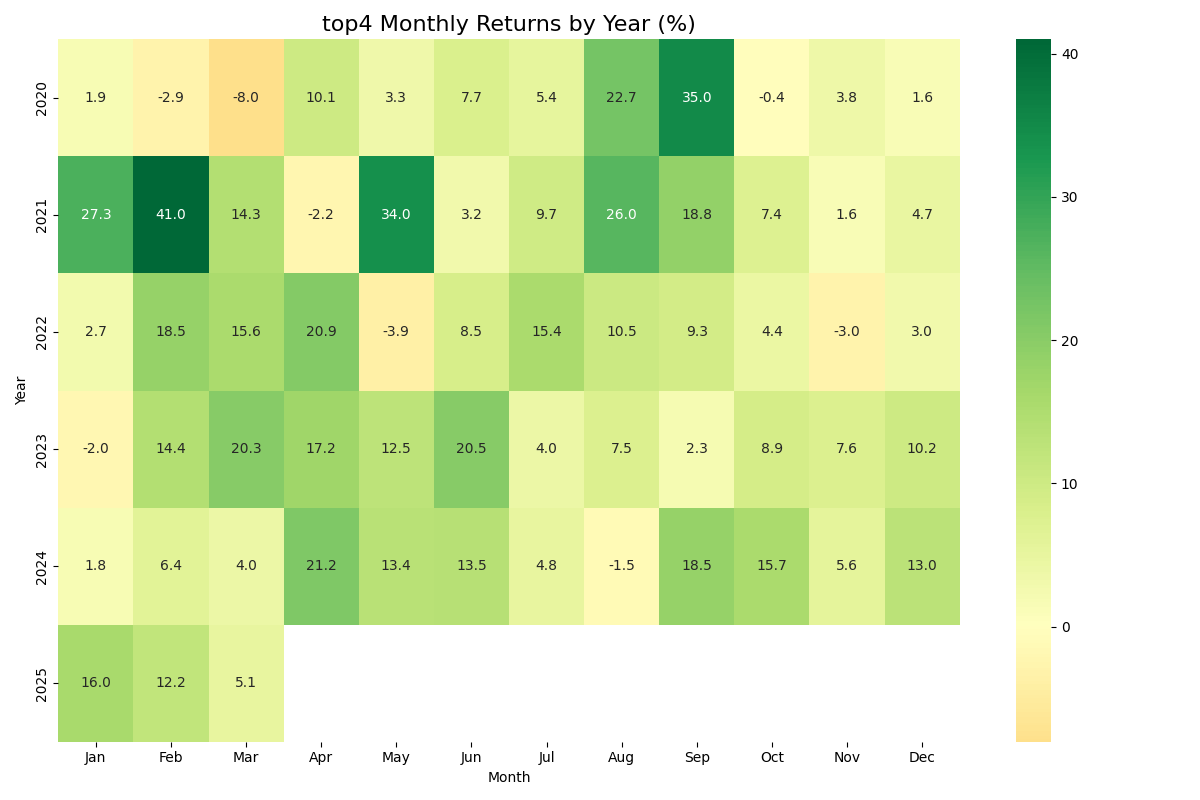 top4 Monthly Returns by Year (%)
2020 1.9 -2.9 -8.0 10.1 3.3 7.7 5.4 22.7 35.0 -0.4 3.8 1.6
2021 27.3 41.0 14.3 -2.2 34.0 3.2 9.7 26.0 18.8 7.4 1.6 4.7
2022 2.7 18.5 15.6 20.9 -3.9 8.5 15.4 10.5 9.3 4.4 -3.0 3.0
2023 -2.0 14.4 20.3 17.2 12.5 20.5 4.0 7.5 2.3 8.9 7.6 10.2
2024 1.8 6.4 4.0 21.2 13.4 13.5 4.8 -1.5 18.5 15.7 5.6 13.0
2025 16.0 12.2 5.1
Jan Feb Mar Apr May Jun Jul Aug Sep Oct Nov Dec
Month
Year
40
30
20
10
0